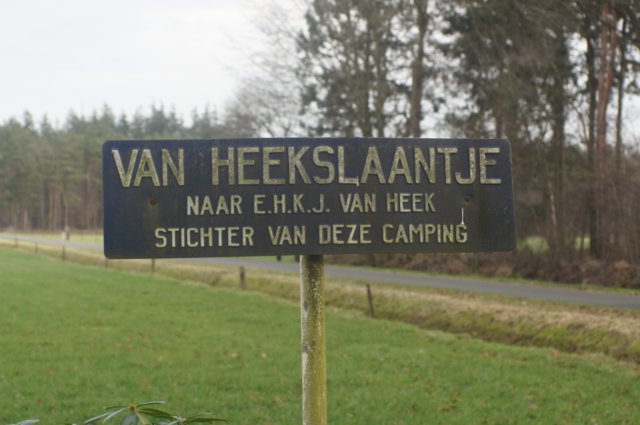 VAN HEEKSLAANTJE
NAAR E.H.K.J. VAN HEEK
STICHTER VAN DEZE CAMPING